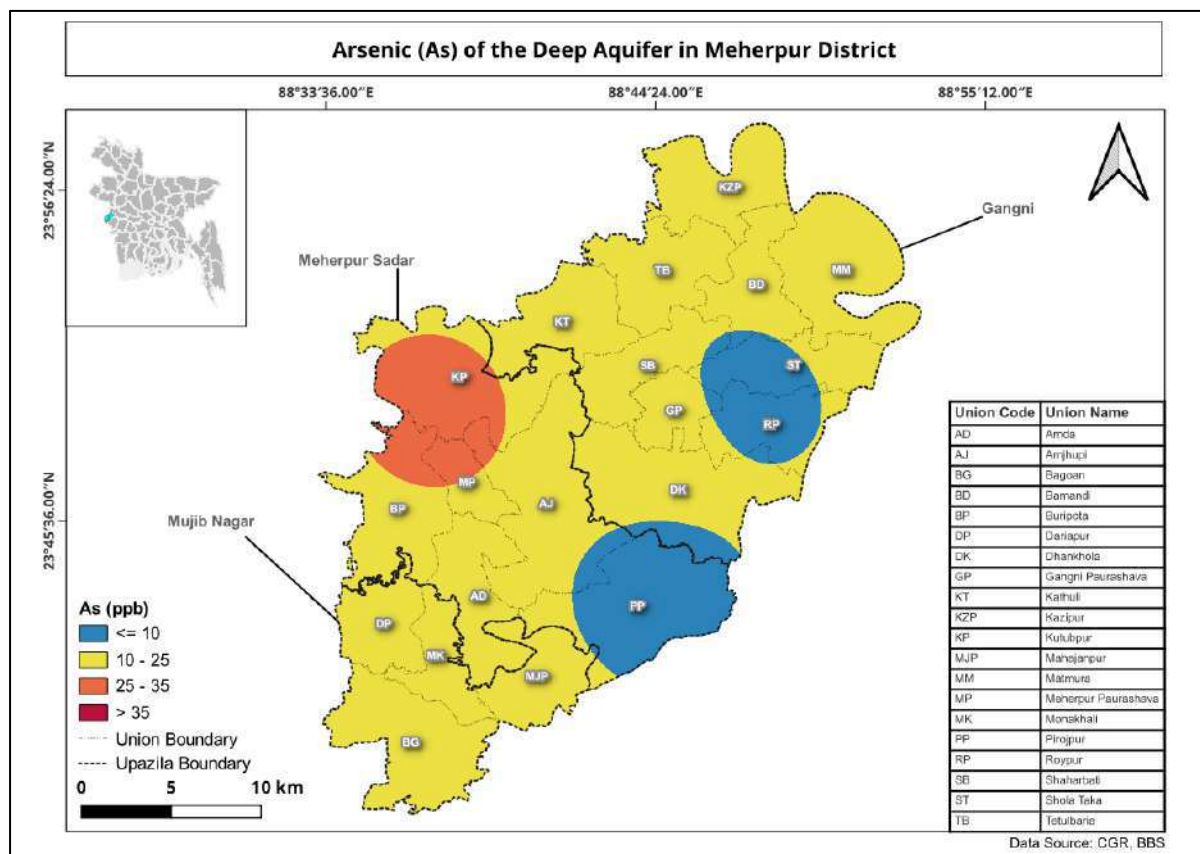 Arsenic (As) of the Deep Aquifer in Meherpur District
88°33'36.00"E 88°44'24.00"E 88°55'12.00"E
23°56'24.00"N
23°45'36.00"N
Gangni
Meherpur Sadar
Mujib Nagar
KZP
TB
BD
MM
KT
KP
SB
ST
GP
RP
MP
DK
BP
AJ
AD
PP
DP
MK
MJP
BG
As (ppb)
<= 10
10 - 25
25 - 35
> 35
Union Boundary
Upazila Boundary
0 5 10 km
Union Code Union Name
AD Amda
AJ Amjhupi
BG Bagoan
BD Bamandi
BP Buripota
DP Dariapur
DK Dhankhola
GP Gangni Paurashava
KT Kathuli
KZP Kazipur
KP Kutubpur
MJP Mahajanpur
MM Matmura
MP Meherpur Paurashava
MK Monakhali
PP Pirojpur
RP Roypur
SB Shaharbati
ST Shola Taka
TB Tetulbaria
Data Source: CGR, BBS